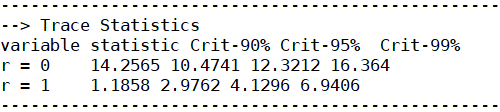 --------------------------------------------------
--> Trace Statistics
variable statistic Crit-90% Crit-95%  Crit-99%
r = 0    14.2565 10.4741 12.3212 16.364
r = 1    1.1858 2.9762 4.1296 6.9406
--------------------------------------------------